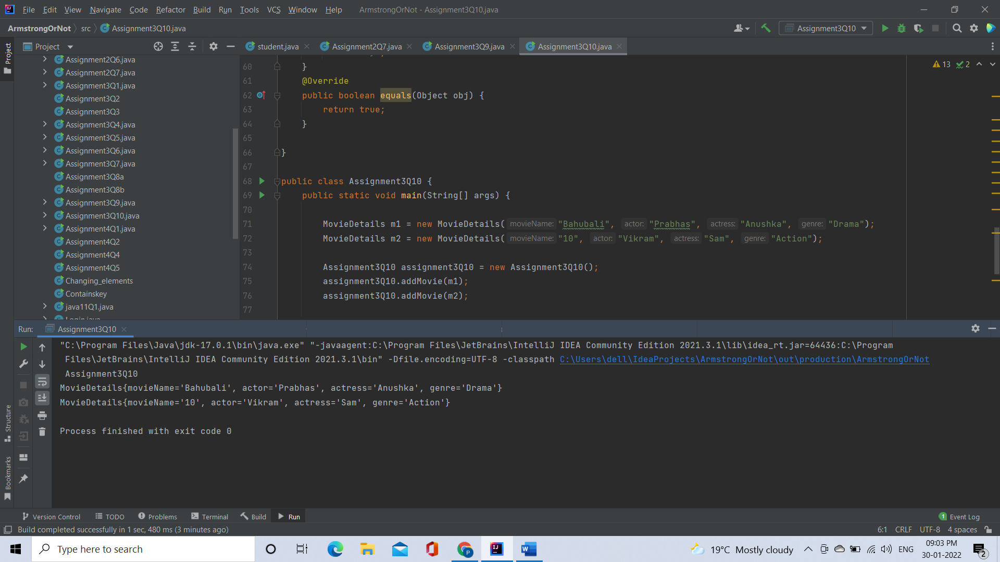 File Edit View Navigate Code Refactor Build Run Tools VCS Window Help ArmstrongOrNot - Assignment3Q10.java
ArmstrongOrNot src Assignment3Q10.java Assignment3Q10
Project student.java Assignment2Q7.java Assignment3Q9.java Assignment3Q10.java
Project
Assignment2Q6.java
Assignment2Q7.java
Assignment3Q1.java
Assignment3Q2
Assignment3Q3
Assignment3Q4.java
Assignment3Q5.java
Assignment3Q6.java
Assignment3Q7.java
Assignment3Q8a
Assignment3Q8b
Assignment3Q9.java
Assignment3Q10.java
Assignment4Q1.java
Assignment4Q2
Assignment4Q4
Assignment4Q5
Changing_elements
Containskey
java11Q1.java
Login.java
13 2
60 }
61 @Override
62 public boolean equals(Object obj) {
63 return true;
64 }
65
66 }
67
68 public class Assignment3Q10 {
69 public static void main(String[] args) {
70
71 MovieDetails m1 = new MovieDetails( movieName: "Bahubali", actor: "Prabhas", actress: "Anushka", genre: "Drama");
72 MovieDetails m2 = new MovieDetails( movieName: "10", actor: "Vikram", actress: "Sam", genre: "Action");
73
74 Assignment3Q10 assignment3Q10 = new Assignment3Q10();
75 assignment3Q10.addMovie(m1);
76 assignment3Q10.addMovie(m2);
77
Run: Assignment3Q10
"C:\Program Files\Java\jdk-17.0.1\bin\java.exe" "-javaagent:C:\Program Files\JetBrains\IntelliJ IDEA Community Edition 2021.3.1\lib\idea_rt.jar=64436:C:\Program
Files\JetBrains\IntelliJ IDEA Community Edition 2021.3.1\bin" -Dfile.encoding=UTF-8 -classpath C:\Users\dell\IdeaProjects\ArmstrongOrNot\out\production\ArmstrongOrNot
Assignment3Q10
MovieDetails{movieName='Bahubali', actor='Prabhas', actress='Anushka', genre='Drama'}
MovieDetails{movieName='10', actor='Vikram', actress='Sam', genre='Action'}
Process finished with exit code 0
Structure
Bookmarks
Version Control TODO Problems Terminal Build Run 1 Event Log
Build completed successfully in 1 sec, 480 ms (3 minutes ago) 6:1 CRLF UTF-8 4 spaces
Type here to search 19°C Mostly cloudy ENG 09:03 PM
30-01-2022 2